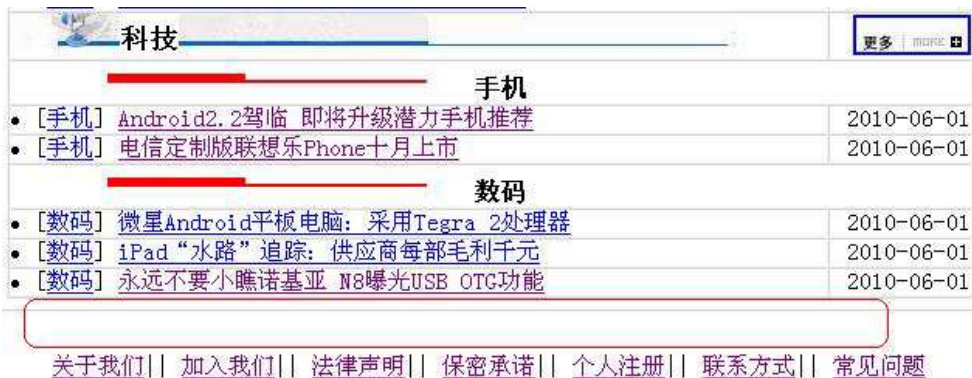 科技 更多 | MORE
手机
• [手机] Android2.2驾临 即将升级潜力手机推荐 2010-06-01
• [手机] 电信定制版联想乐Phone十月上市 2010-06-01
数码
• [数码] 微星Android平板电脑：采用Tegra 2处理器 2010-06-01
• [数码] iPad“水路”追踪：供应商每部毛利千元 2010-06-01
• [数码] 永远不要小瞧诺基亚 N8曝光USB OTG功能 2010-06-01
关于我们|| 加入我们|| 法律声明|| 保密承诺|| 个人注册|| 联系方式|| 常见问题